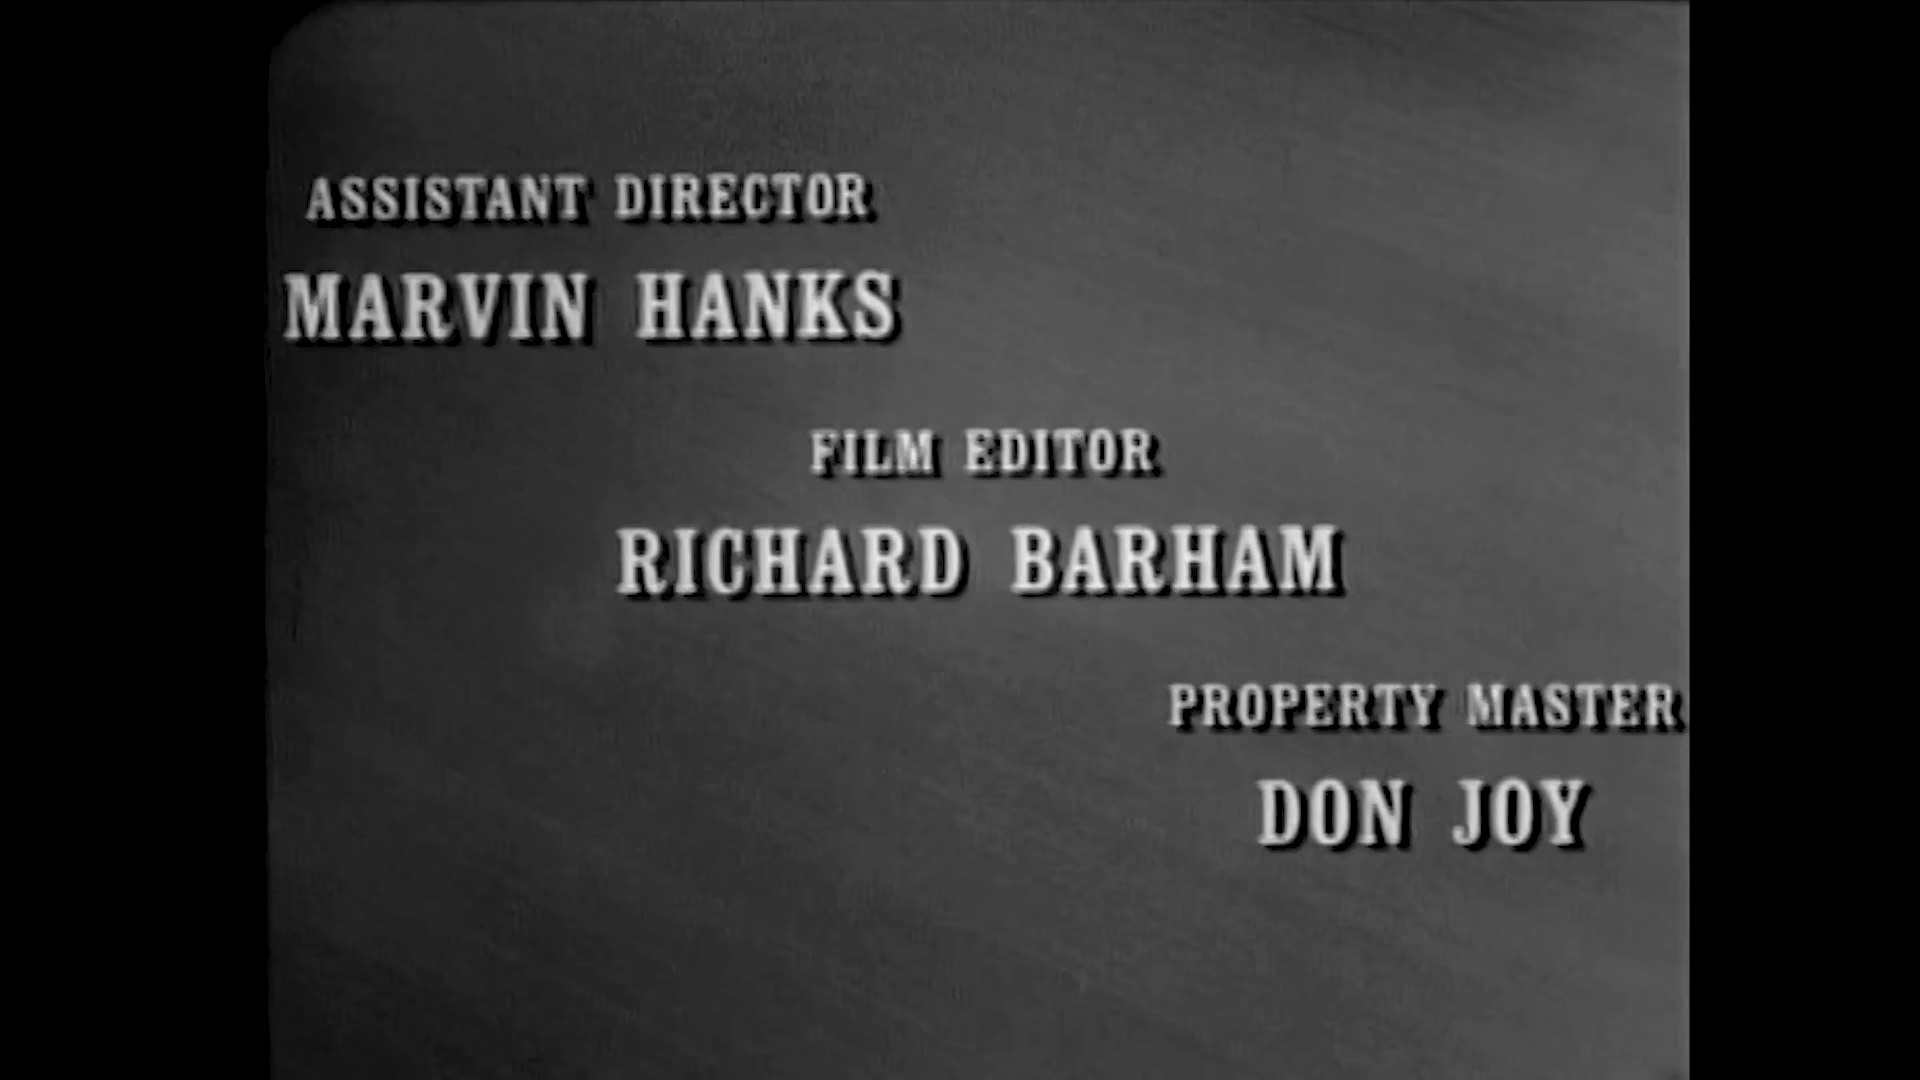 ASSISTANT DIRECTOR
MARVIN HANKS
FILM EDITOR
RICHARD BARHAM
PROPERTY MASTER
DON JOY